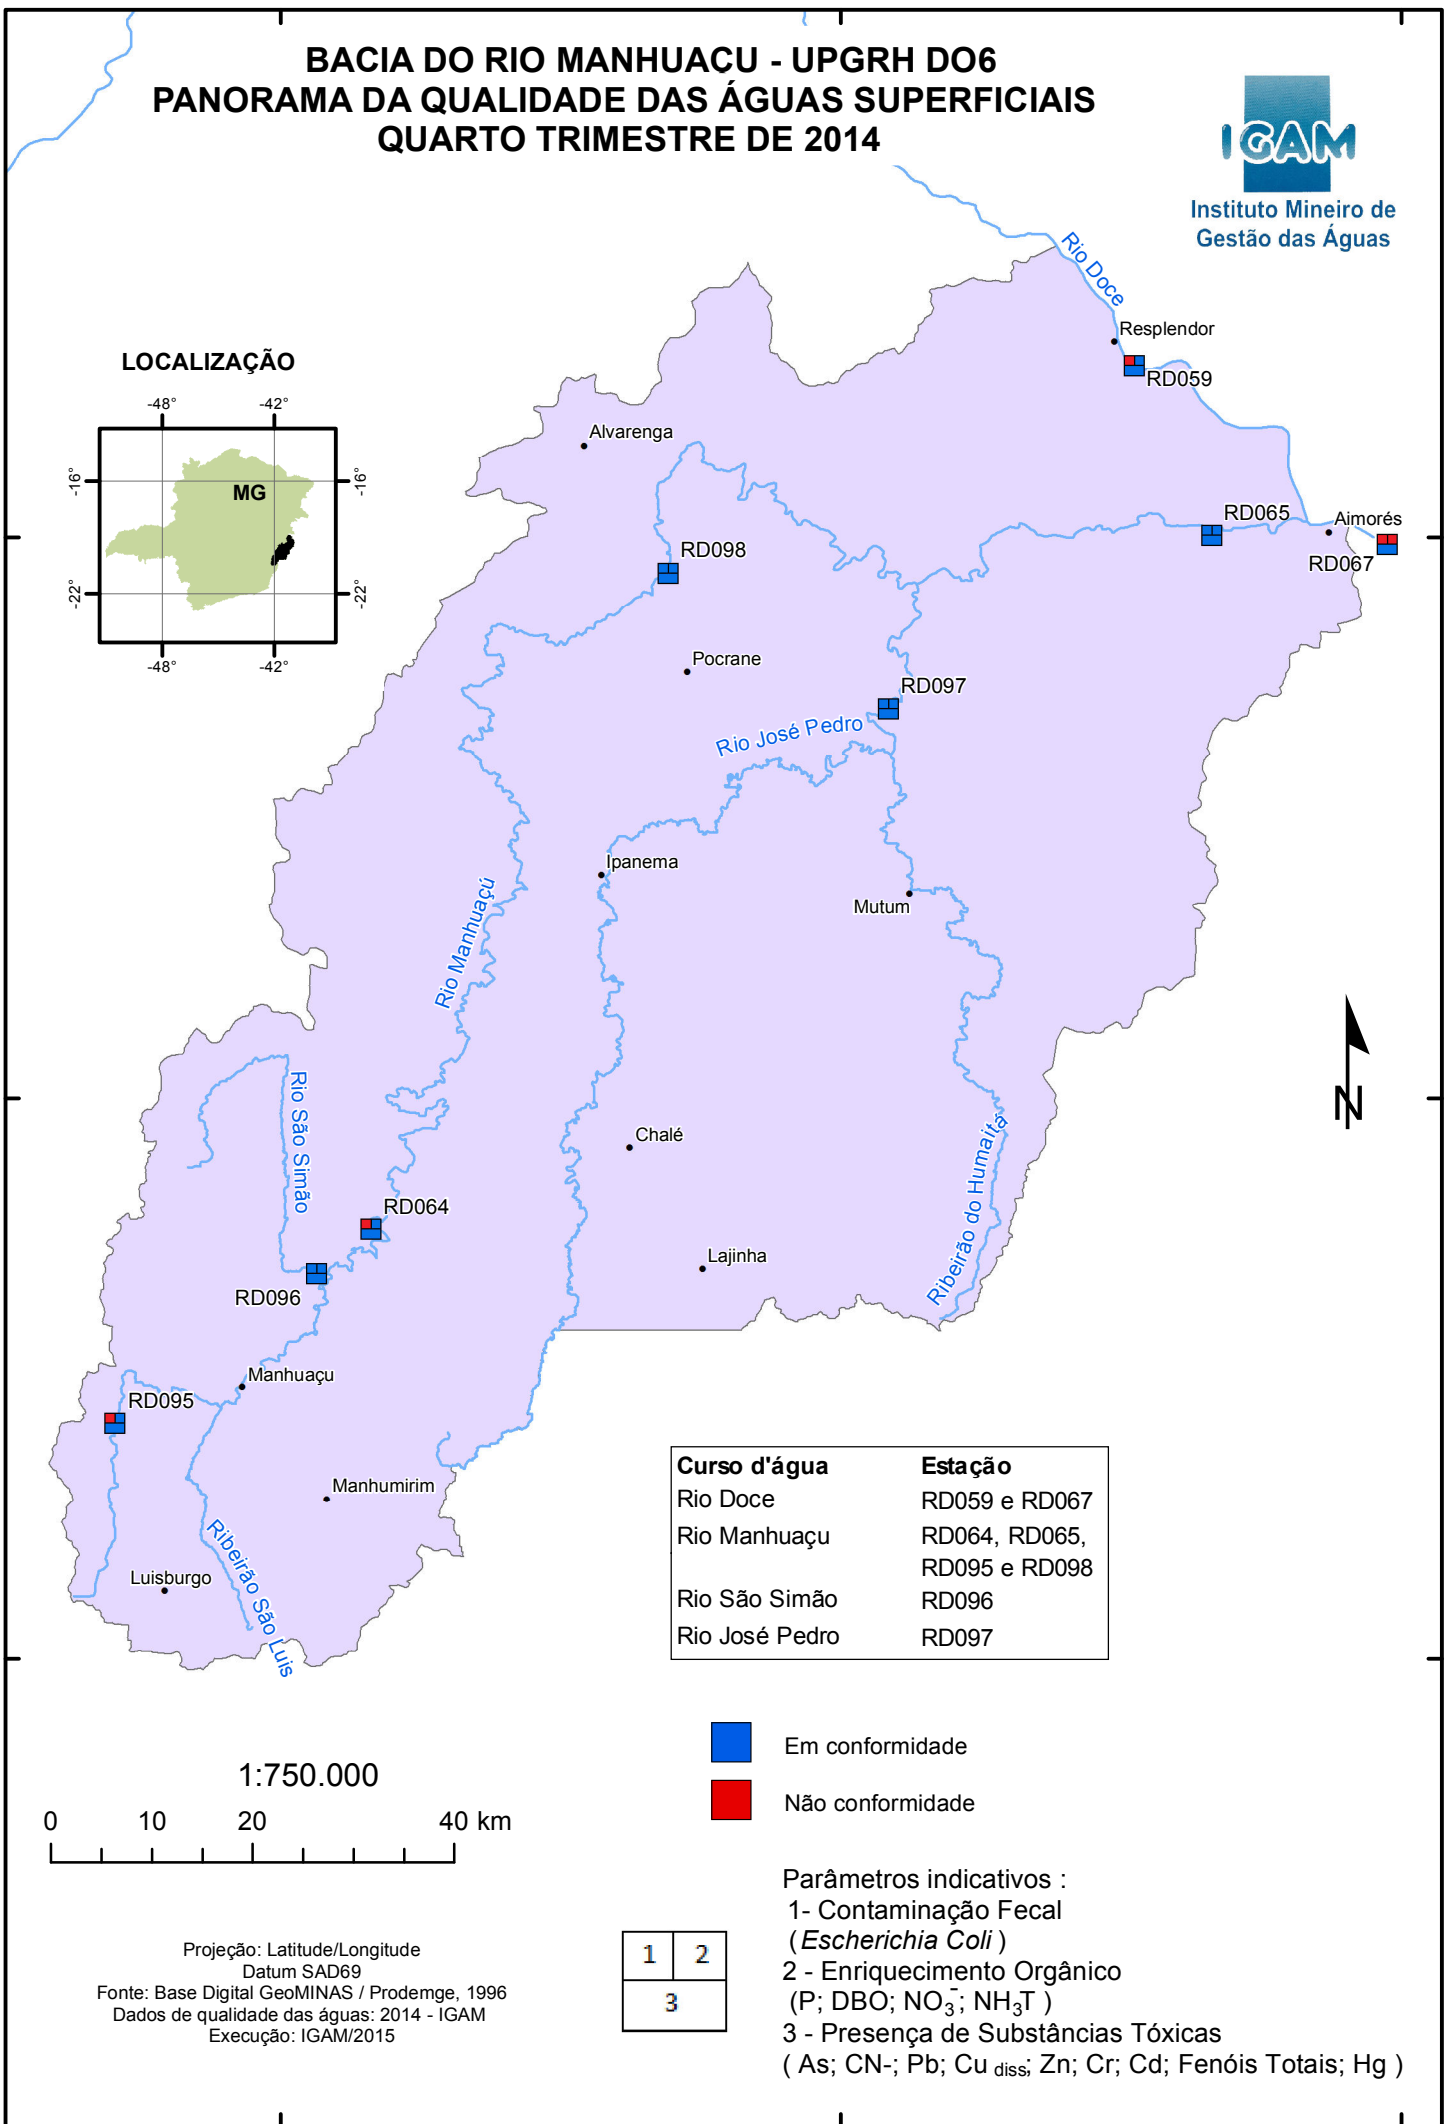 BACIA DO RIO MANHUAÇU - UPGRH DO6
PANORAMA DA QUALIDADE DAS ÁGUAS SUPERFICIAIS
QUARTO TRIMESTRE DE 2014
IGAM
Instituto Mineiro de
Gestão das Águas
Rio Doce
Resplendor
RD059
LOCALIZAÇÃO
-48°
-42°
-16°
-16°
MG
-22°
-22°
-48°
-42°
Alvarenga
RD065
Aimorés
RD067
RD098
Pocrane
RD097
Rio José Pedro
Ipanema
Mutum
Rio Manhuaçú
Rio São Simão
Chalé
Ribeirão do Humaitá
N
RD064
Lajinha
RD096
Manhuaçu
RD095
Manhumirim
Ribeirão São Luis
Luisburgo
Curso d'água Estação
Rio Doce RD059 e RD067
Rio Manhuaçu RD064, RD065,
RD095 e RD098
Rio São Simão RD096
Rio José Pedro RD097
Em conformidade
Não conformidade
1:750.000
0 10 20 40 km
Projeção: Latitude/Longitude
Datum SAD69
Fonte: Base Digital GeoMINAS / Prodemge, 1996
Dados de qualidade das águas: 2014 - IGAM
Execução: IGAM/2015
1 2
3
Parâmetros indicativos :
1- Contaminação Fecal
(Escherichia Coli )
2 - Enriquecimento Orgânico
(P; DBO; NO₃⁻; NH₃T )
3 - Presença de Substâncias Tóxicas
( As; CN-; Pb; Cu diss; Zn; Cr; Cd; Fenóis Totais; Hg )